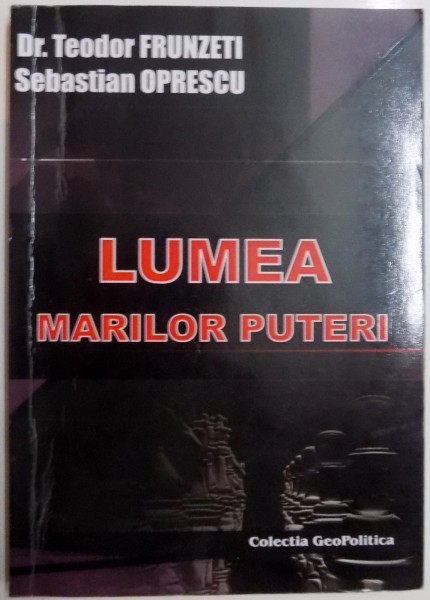 Dr. Teodor FRUNZETI
Sebastian OPRESCU
LUMEA
MARILOR PUTERI
Colectia GeoPolitica